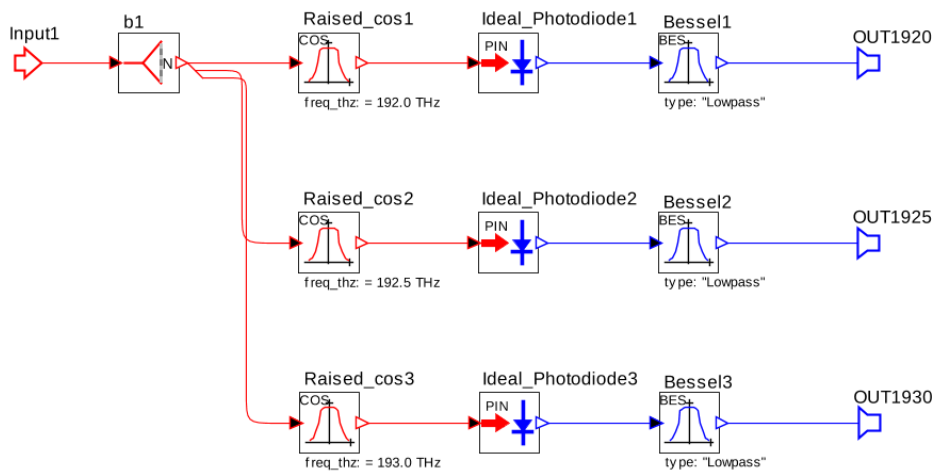 Input1
b1
N
Raised_cos1
COS
freq_thz: = 192.0 THz
Ideal_Photodiode1
PIN
Bessel1
BES
type: "Lowpass"
OUT1920
Raised_cos2
COS
freq_thz: = 192.5 THz
Ideal_Photodiode2
PIN
Bessel2
BES
type: "Lowpass"
OUT1925
Raised_cos3
COS
freq_thz: = 193.0 THz
Ideal_Photodiode3
PIN
Bessel3
BES
type: "Lowpass"
OUT1930